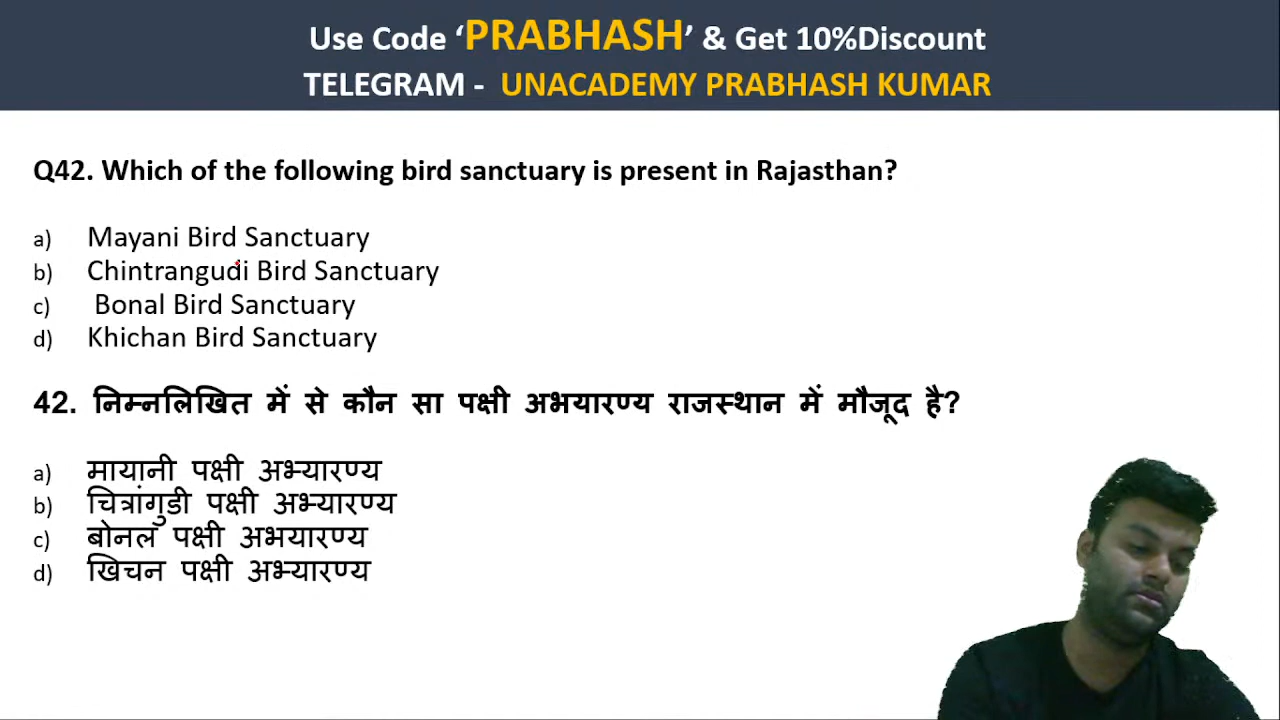 Use Code ‘PRABHASH’ & Get 10%Discount
TELEGRAM - UNACADEMY PRABHASH KUMAR
Q42. Which of the following bird sanctuary is present in Rajasthan?
a) Mayani Bird Sanctuary
b) Chintrangudi Bird Sanctuary
c) Bonal Bird Sanctuary
d) Khichan Bird Sanctuary
42. निम्नलिखित में से कौन सा पक्षी अभयारण्य राजस्थान में मौजूद है?
a) मायानी पक्षी अभ्यारण्य
b) चित्रांगुडी पक्षी अभ्यारण्य
c) बोनल पक्षी अभयारण्य
d) खिचन पक्षी अभ्यारण्य